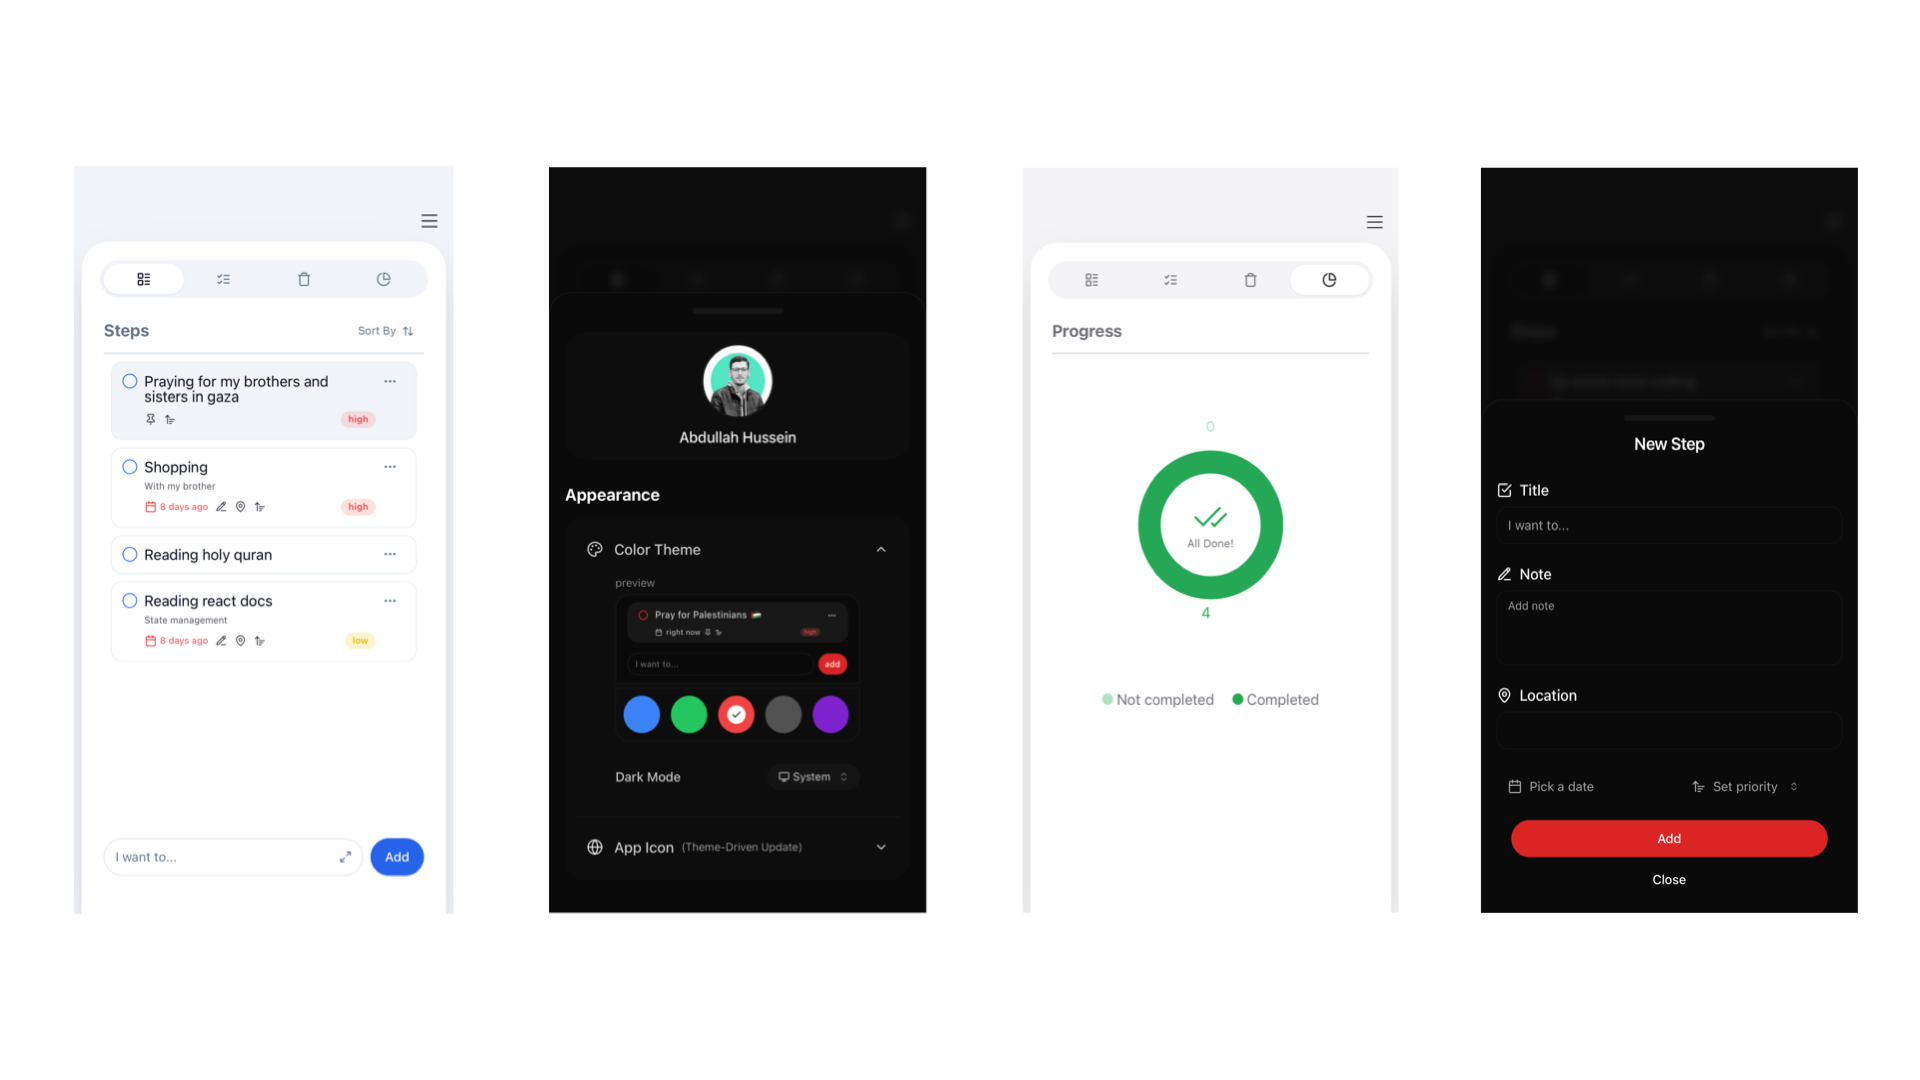 Steps
Sort By
Praying for my brothers and
sisters in gaza
high
Shopping
With my brother
8 days ago
high
Reading holy quran
Reading react docs
State management
8 days ago
low
I want to...
Add
Abdullah Hussein
Appearance
Color Theme
preview
Pray for Palestinians 🇵🇸
right now
high
I want to...
add
Dark Mode
System
App Icon (Theme-Driven Update)
Progress
0
All Done!
4
Not completed
Completed
New Step
Title
I want to...
Note
Add note
Location
Pick a date
Set priority
Add
Close